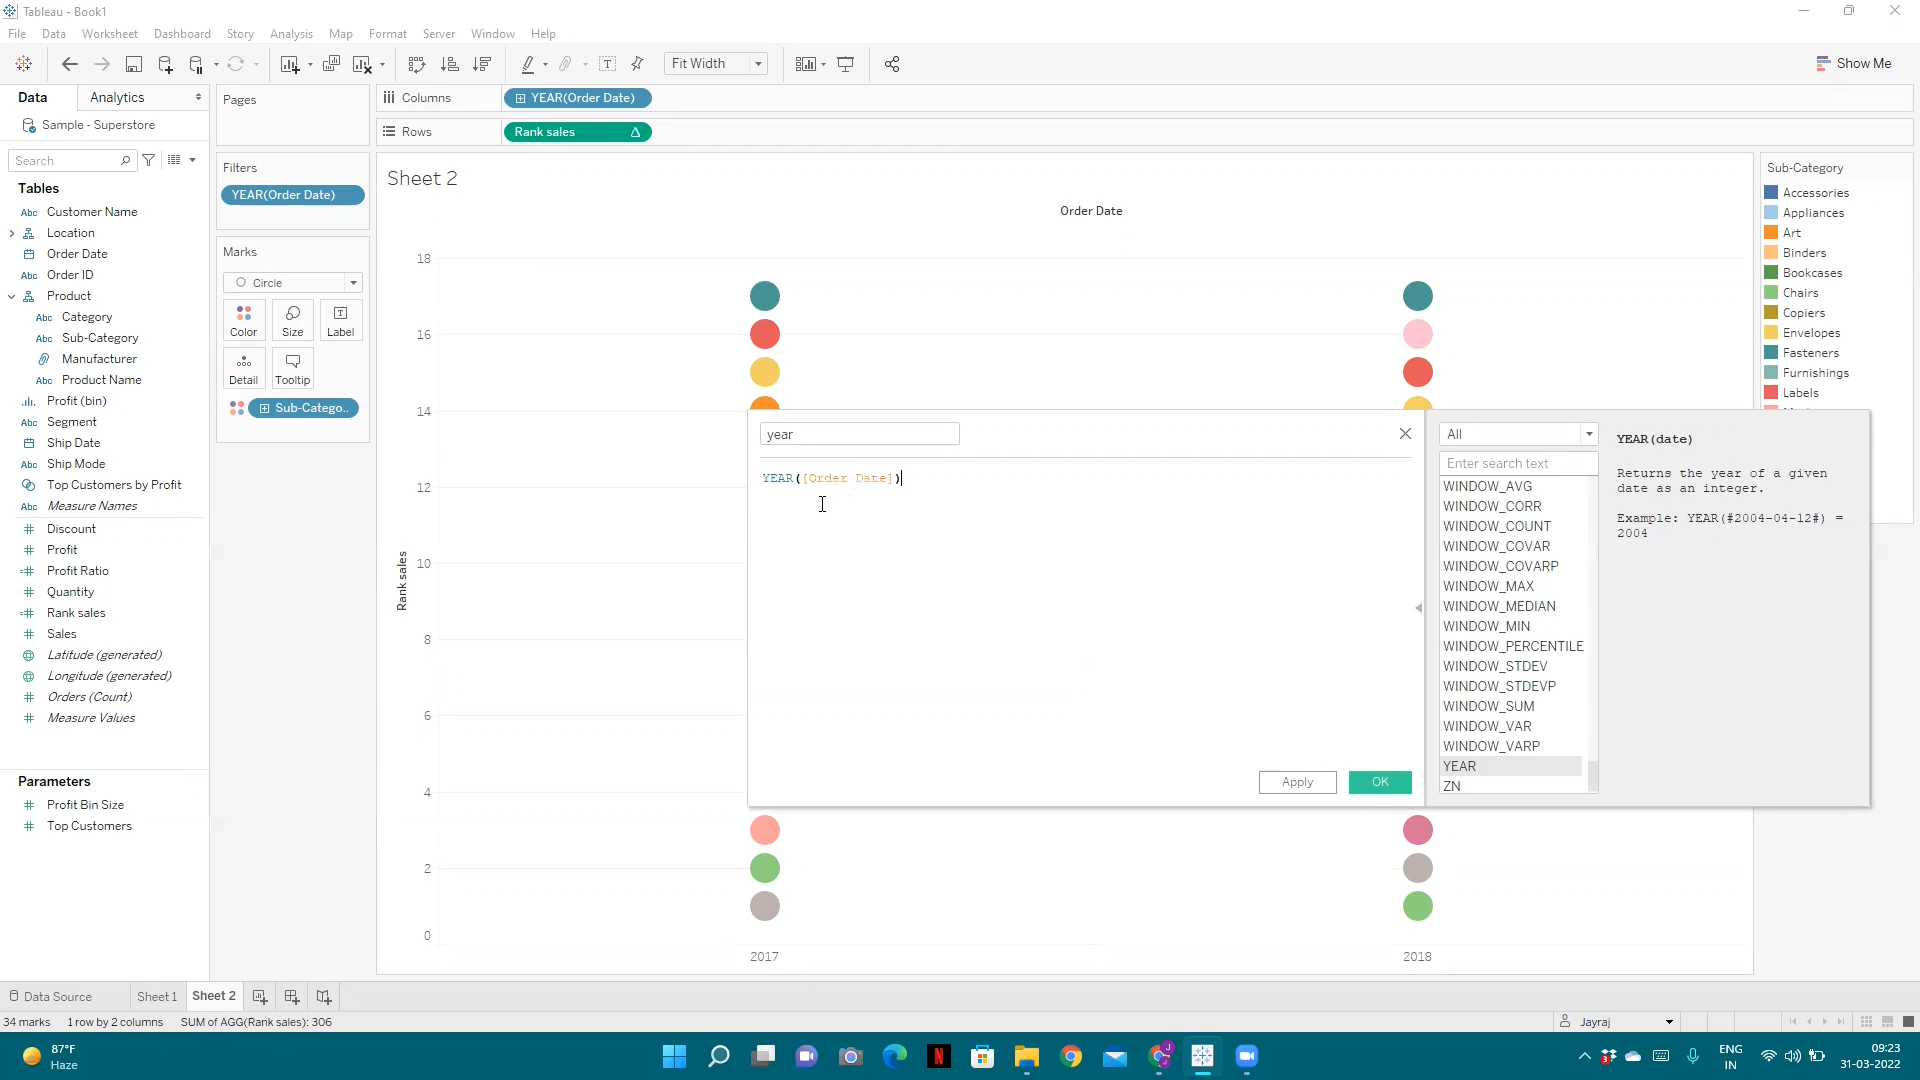 Tableau - Book1
File Data Worksheet Dashboard Story Analysis Map Format Server Window Help
Fit Width
Show Me
Data Analytics
Sample - Superstore
Search
Tables
Abc Customer Name
Location
Order Date
Abc Order ID
Product
Abc Category
Abc Sub-Category
Manufacturer
Abc Product Name
Profit (bin)
Abc Segment
Ship Date
Abc Ship Mode
Top Customers by Profit
Abc Measure Names
# Discount
# Profit
=# Profit Ratio
# Quantity
=# Rank sales
# Sales
Latitude (generated)
Longitude (generated)
# Orders (Count)
# Measure Values
Parameters
# Profit Bin Size
# Top Customers
Pages
Filters
YEAR(Order Date)
Marks
Circle
Color Size Label
Detail Tooltip
Sub-Catego..
Columns YEAR(Order Date)
Rows Rank sales
Sheet 2
Order Date
18
16
14
12
10
8
6
4
2
0
Rank sales
2017 2018
year
YEAR([Order Date])
Apply OK
All
Enter search text
WINDOW_AVG
WINDOW_CORR
WINDOW_COUNT
WINDOW_COVAR
WINDOW_COVARP
WINDOW_MAX
WINDOW_MEDIAN
WINDOW_MIN
WINDOW_PERCENTILE
WINDOW_STDEV
WINDOW_STDEVP
WINDOW_SUM
WINDOW_VAR
WINDOW_VARP
YEAR
ZN
YEAR(date)
Returns the year of a given
date as an integer.
Example: YEAR(#2004-04-12#) =
2004
Sub-Category
Accessories
Appliances
Art
Binders
Bookcases
Chairs
Copiers
Envelopes
Fasteners
Furnishings
Labels
Data Source Sheet 1 Sheet 2
34 marks 1 row by 2 columns SUM of AGG(Rank sales): 306
Jayraj
87°F
Haze
ENG
IN
09:23
31-03-2022